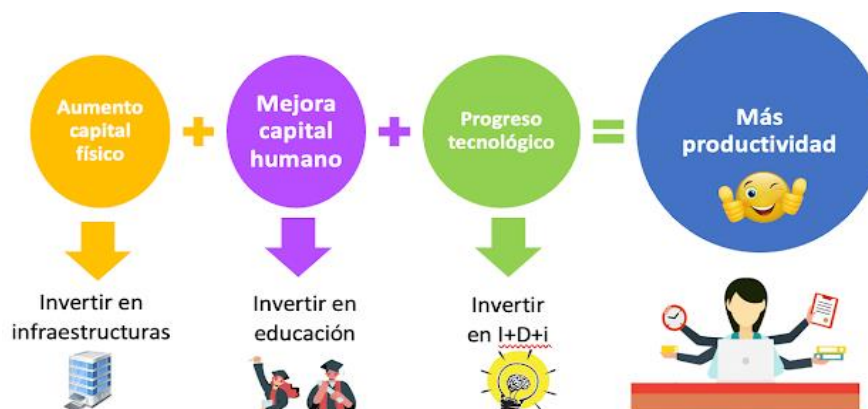 Aumento
capital
físico
+
Mejora
capital
humano
+
Progreso
tecnológico
=
Más
productividad
Invertir en
infraestructuras
Invertir en
educación
Invertir
en I+D+i